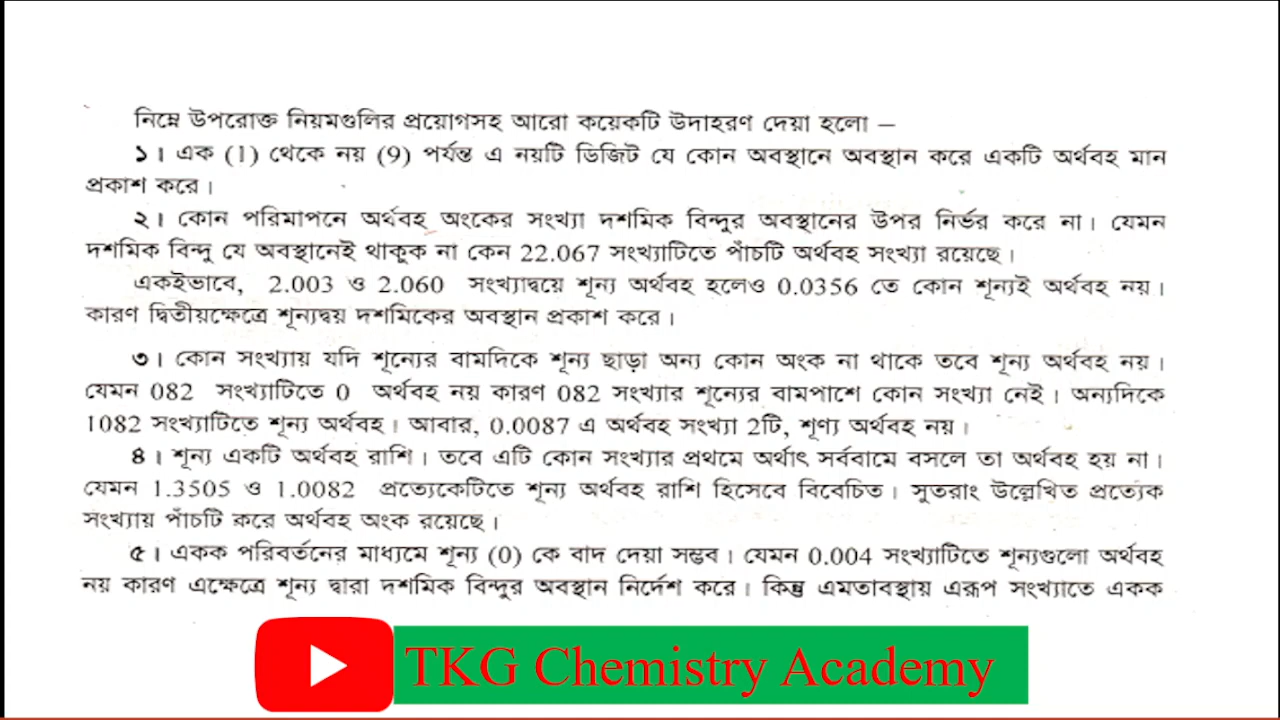 নিম্নে উপরোক্ত নিয়মগুলির প্রয়োগসহ আরো কয়েকটি উদাহরণ দেয়া হলো –
১। এক (1) থেকে নয় (9) পর্যন্ত এ নয়টি ডিজিট যে কোন অবস্থানে অবস্থান করে একটি অর্থবহ মান
প্রকাশ করে।
২। কোন পরিমাপনে অর্থবহ অংকের সংখ্যা দশমিক বিন্দুর অবস্থানের উপর নির্ভর করে না। যেমন
দশমিক বিন্দু যে অবস্থানেই থাকুক না কেন 22.067 সংখ্যাটিতে পাঁচটি অর্থবহ সংখ্যা রয়েছে।
একইভাবে, 2.003 ও 2.060 সংখ্যাদ্বয়ে শূন্য অর্থবহ হলেও 0.0356 তে কোন শূন্যই অর্থবহ নয়।
কারণ দ্বিতীয়ক্ষেত্রে শূন্যদ্বয় দশমিকের অবস্থান প্রকাশ করে।
৩। কোন সংখ্যায় যদি শূন্যের বামদিকে শূন্য ছাড়া অন্য কোন অংক না থাকে তবে শূন্য অর্থবহ নয়।
যেমন 082 সংখ্যাটিতে 0 অর্থবহ নয় কারণ 082 সংখ্যার শূন্যের বামপাশে কোন সংখ্যা নেই। অন্যদিকে
1082 সংখ্যাটিতে শূন্য অর্থবহ। আবার, 0.0087 এ অর্থবহ সংখ্যা 2টি, শূণ্য অর্থবহ নয়।
৪। শূন্য একটি অর্থবহ রাশি। তবে এটি কোন সংখ্যার প্রথমে অর্থাৎ সর্ববামে বসলে তা অর্থবহ হয় না।
যেমন 1.3505 ও 1.0082 প্রত্যেকেটিতে শূন্য অর্থবহ রাশি হিসেবে বিবেচিত। সুতরাং উল্লেখিত প্রত্যেক
সংখ্যায় পাঁচটি করে অর্থবহ অংক রয়েছে।
৫। একক পরিবর্তনের মাধ্যমে শূন্য (0) কে বাদ দেয়া সম্ভব। যেমন 0.004 সংখ্যাটিতে শূন্যগুলো অর্থবহ
নয় কারণ এক্ষেত্রে শূন্য দ্বারা দশমিক বিন্দুর অবস্থান নির্দেশ করে। কিন্তু এমতাবস্থায় এরূপ সংখ্যাতে একক
TKG Chemistry Academy